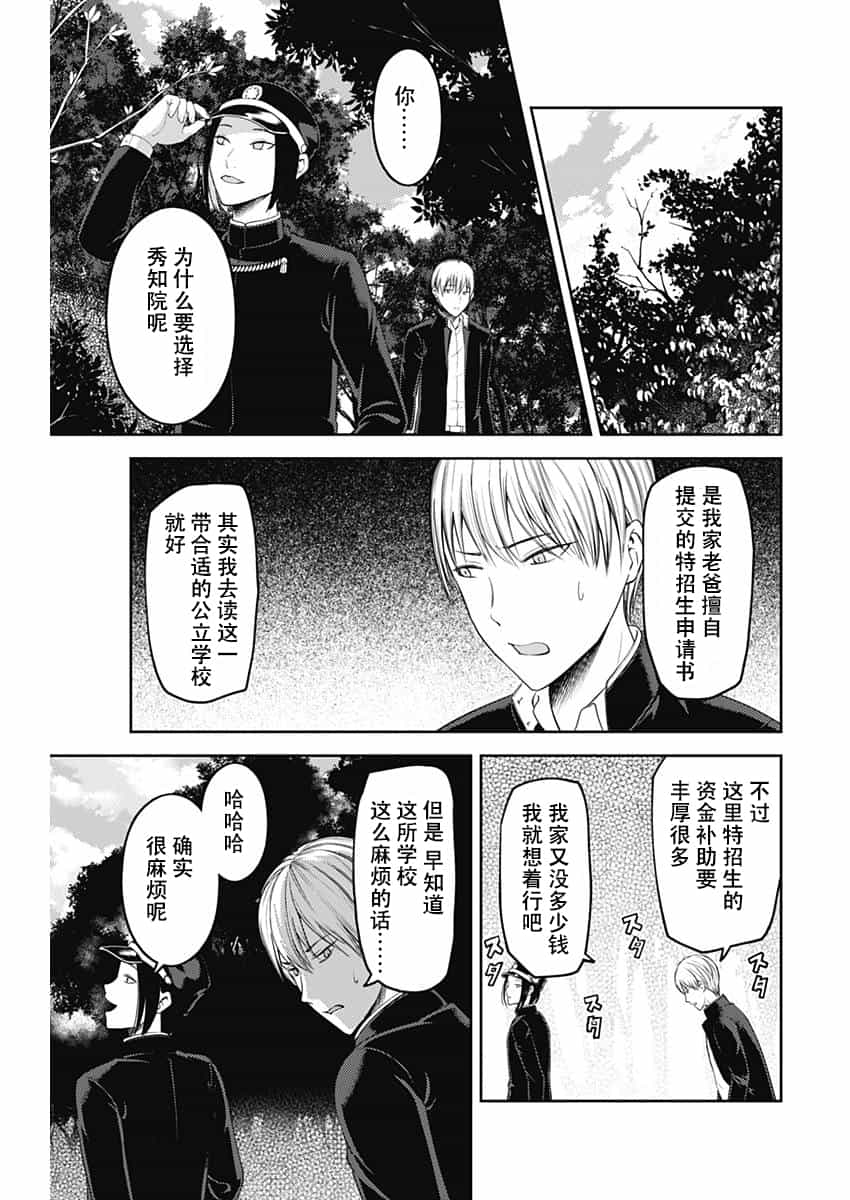 你……
为什么要选择
秀知院呢
是我家老爸擅自
提交的特招生申请书
其实我去读这一
带合适的公立学校
就好
不过
这里特招生的
资金补助要
丰厚很多
我家又没多少钱
我就想着行吧
スタ
スタ
スタ
スタ
但是 早知道
这所学校
这么麻烦的话……
哈哈哈
确实
很麻烦呢